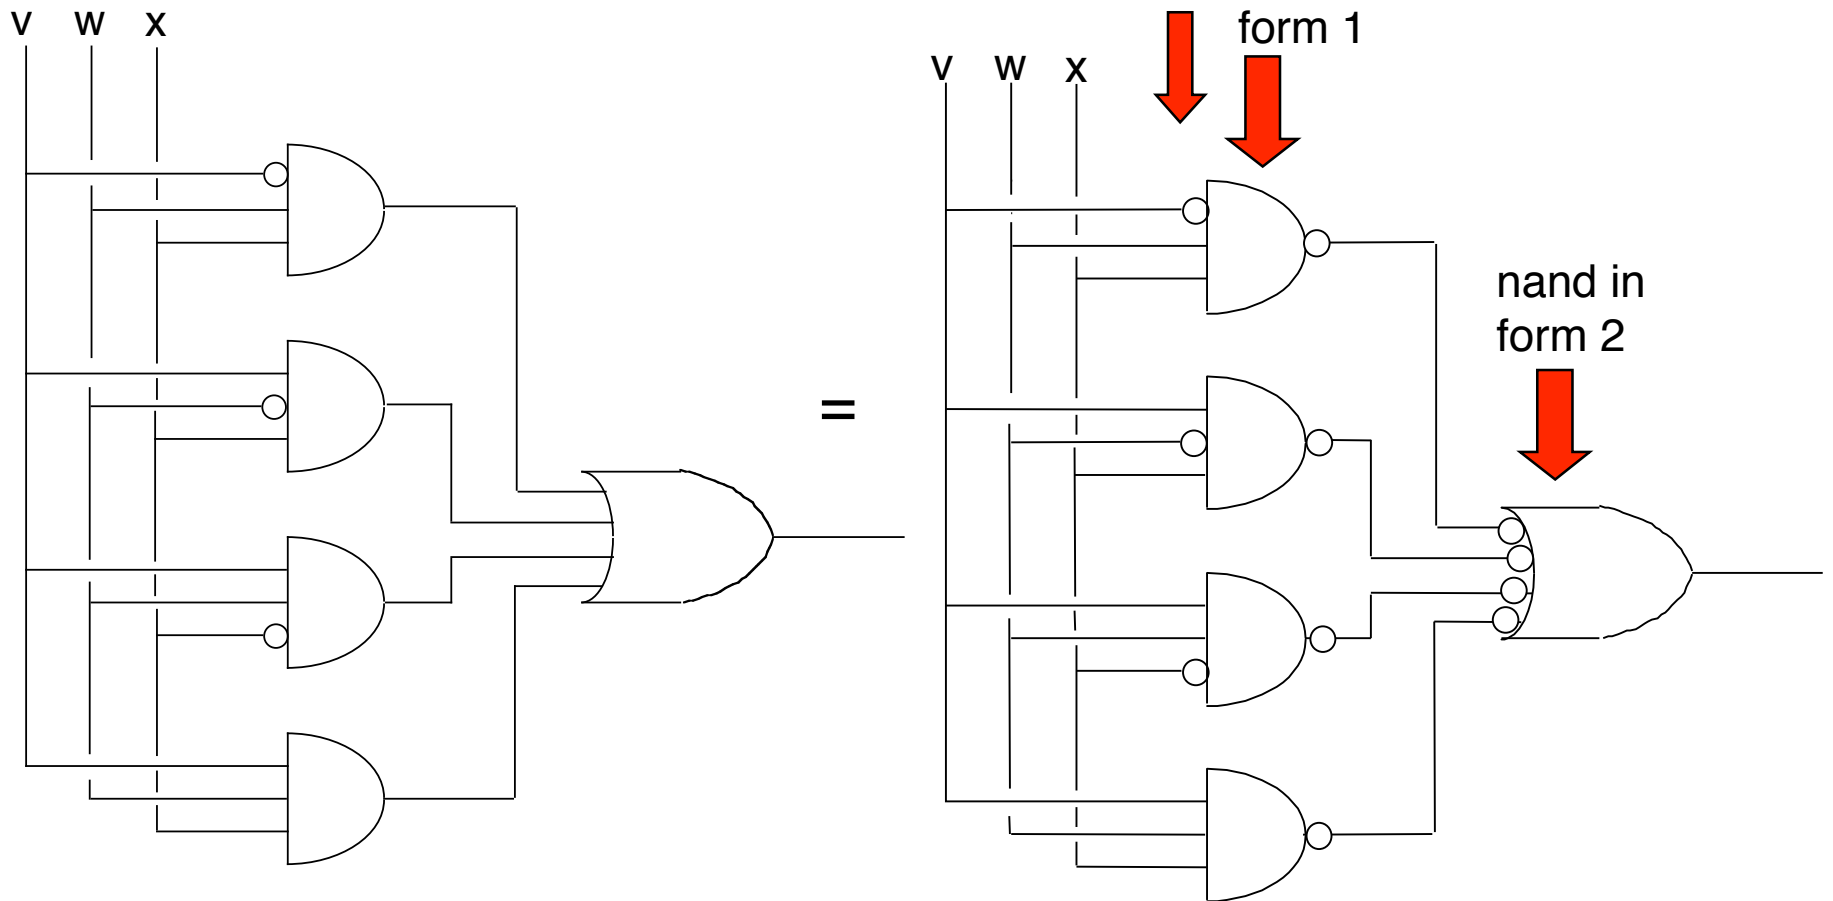 v w x
form 1
v w x
nand in
form 2
=